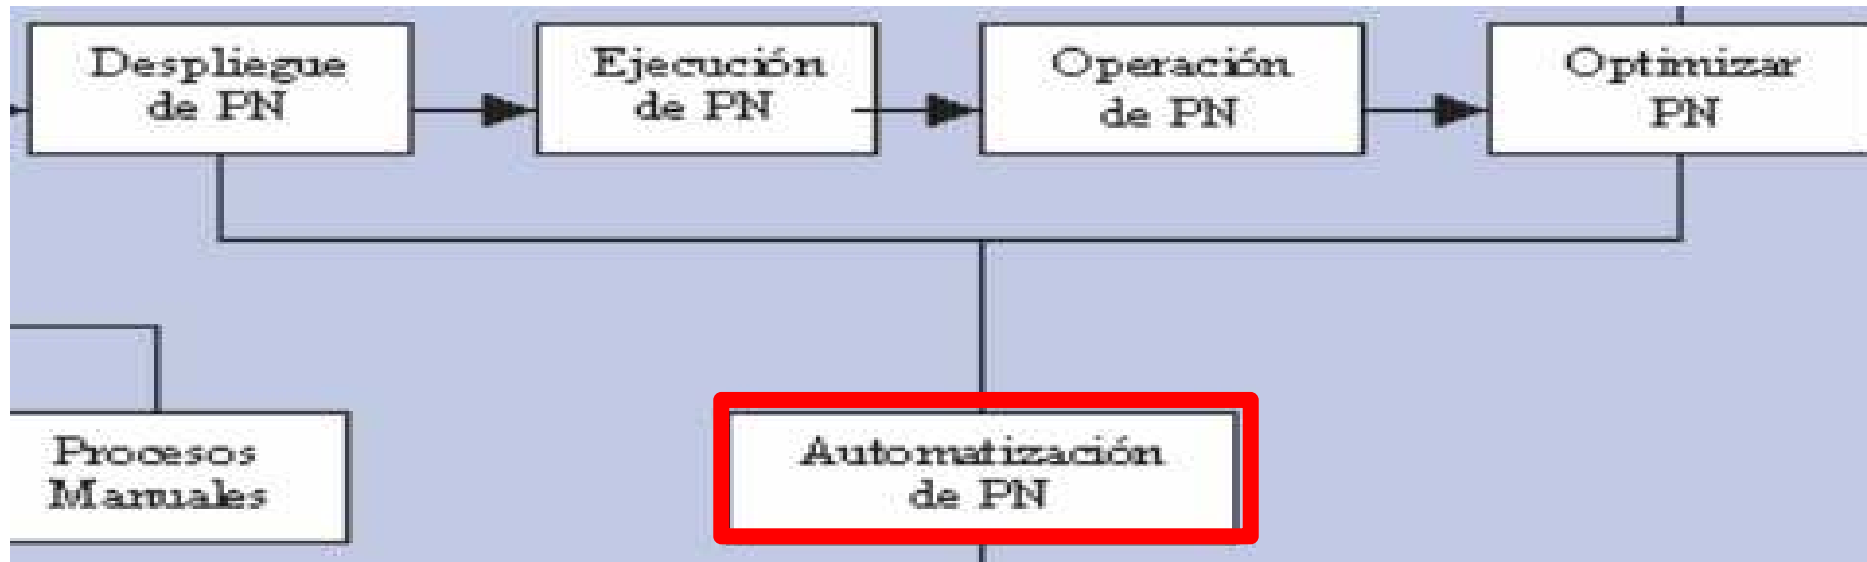 Despliegue
de PN
Ejecución
de PN
Operación
de PN
Optimizar
PN
Procesos
Manuales
Automatización
de PN